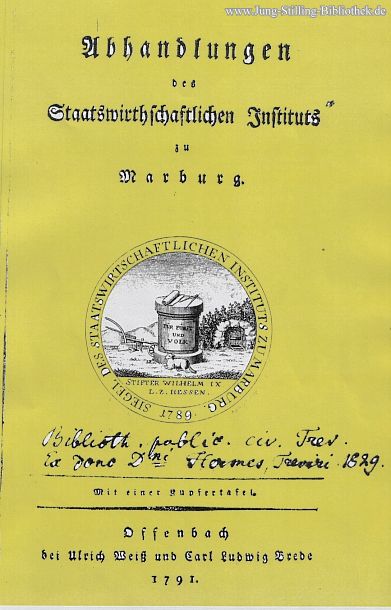 www.Jung-Stilling-Bibliothek.de
Abhandlungen
des
Staatswirthschaftlichen Instituts
zu
Marburg.
SIEGEL DES STAATSWIRTSCHAFTLICHEN INSTITUTS ZU MARBURG.
FÜR FÜRST
UND
VOLK
STIFTER WILHELM IX
L. Z. HESSEN.
1789.
Biblioth. public. civ. Trev.
Ex dono Dni Hermes, Treviri 1829.
Mit einer Kupfertafel.
Offenbach
bei Ulrich Weiß und Carl Ludwig Brede
1791.